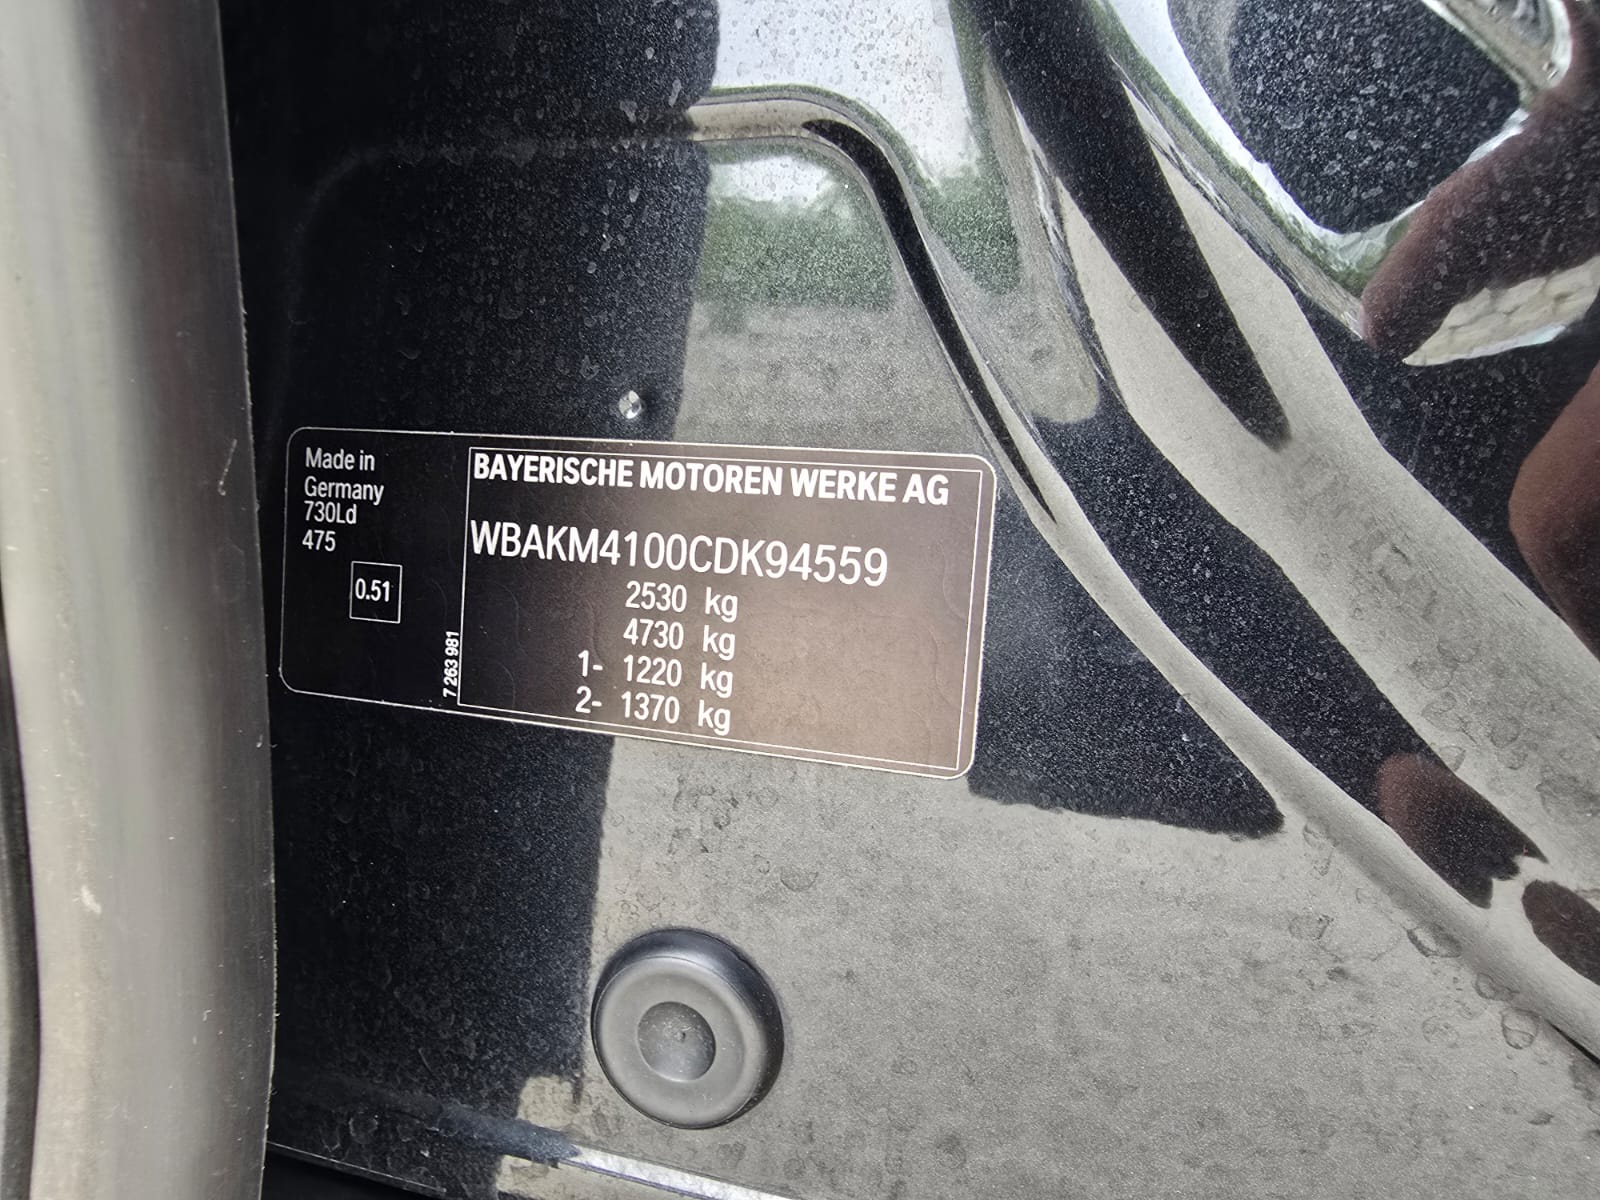 Made in
Germany
730Ld
475
0.51
7 263 981
BAYERISCHE MOTOREN WERKE AG
WBAKM4100CDK94559
2530 kg
4730 kg
1- 1220 kg
2- 1370 kg